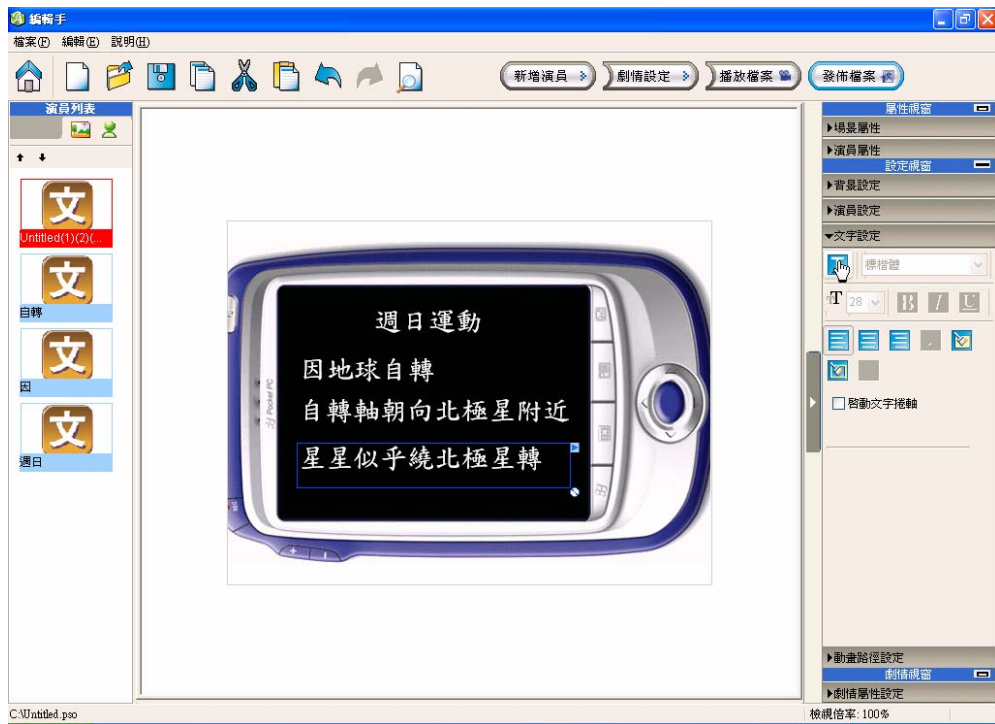 編輯手
檔案(F) 編輯(E) 說明(H)
新增演員 劇情設定 播放檔案 發佈檔案
演員列表
文
Untitled(1)(2)(...
文
自轉
文
因
文
週日
Pocket PC
週日運動
因地球自轉
自轉軸朝向北極星附近
星星似乎繞北極星轉
屬性視窗
場景屬性
演員屬性
設定視窗
背景設定
演員設定
文字設定
標楷體
T 28 B I U
啟動文字捲軸
動畫路徑設定
劇情視窗
劇情屬性設定
C:\Untitled.pso
檢視倍率: 100%